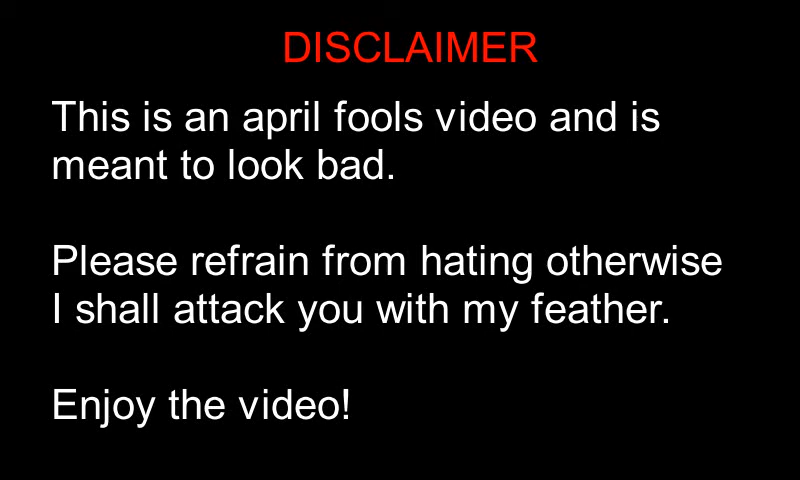 DISCLAIMER
This is an april fools video and is
meant to look bad.
Please refrain from hating otherwise
I shall attack you with my feather.
Enjoy the video!